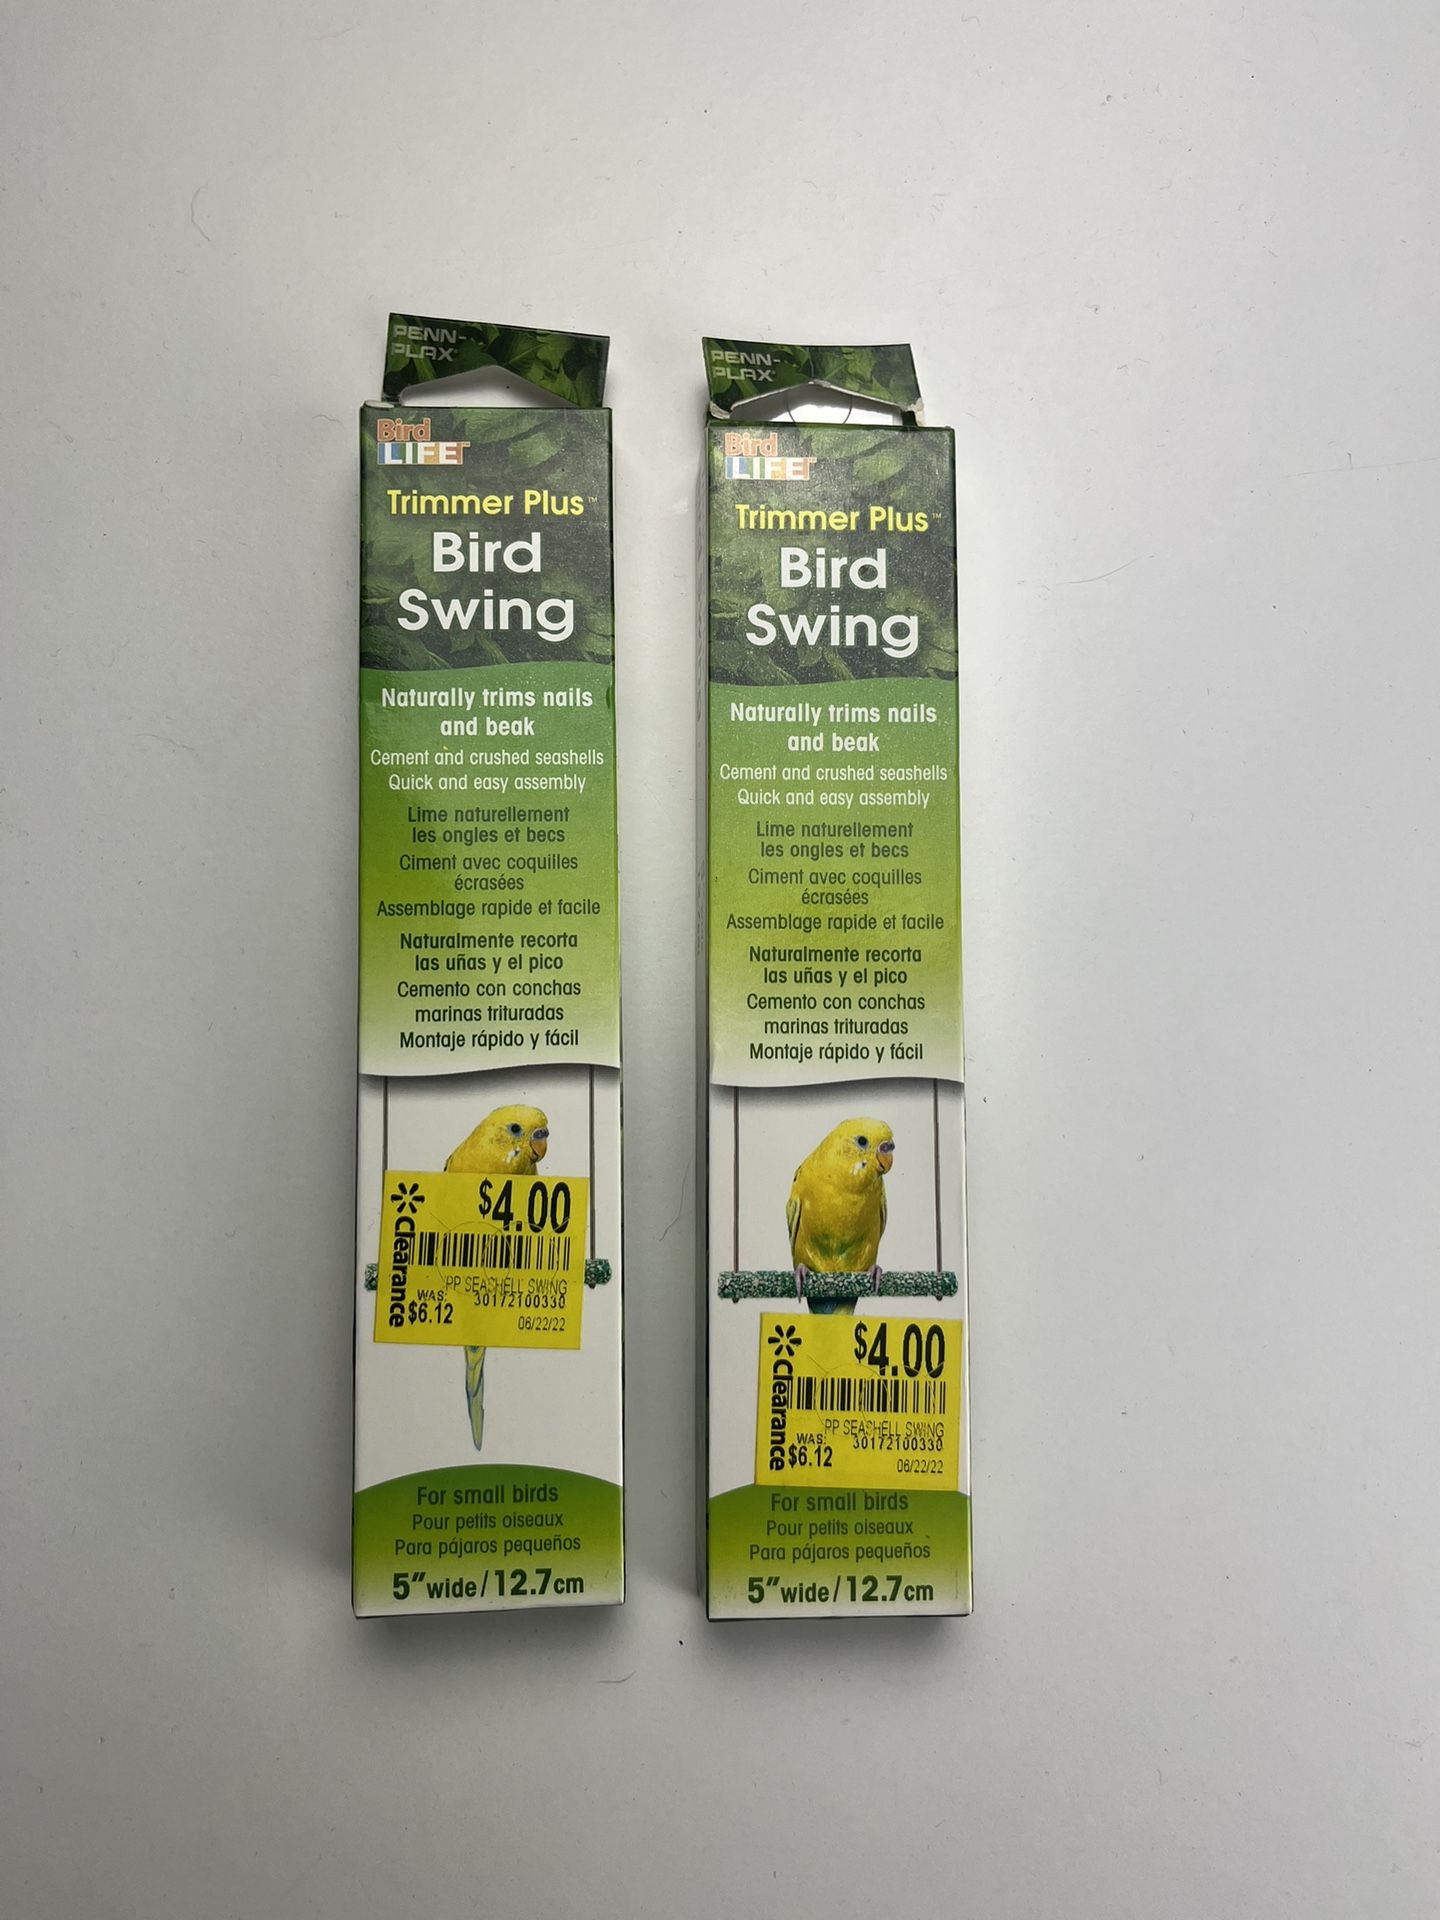 PENN-
PLAX®
Bird
LIFE™
Trimmer Plus™
Bird
Swing
Naturally trims nails
and beak
Cement and crushed seashells
Quick and easy assembly
Lime naturellement
les ongles et becs
Ciment avec coquilles
écrasées
Assemblage rapide et facile
Naturalmente recorta
las uñas y el pico
Cemento con conchas
marinas trituradas
Montaje rápido y fácil
$4.00
Clearance
PP SEASHELL SWING
WAS:
30172100330
$6.12
06/22/22
For small birds
Pour petits oiseaux
Para pájaros pequeños
5" wide / 12.7cm
PENN-
PLAX®
Bird
LIFE™
Trimmer Plus™
Bird
Swing
Naturally trims nails
and beak
Cement and crushed seashells
Quick and easy assembly
Lime naturellement
les ongles et becs
Ciment avec coquilles
écrasées
Assemblage rapide et facile
Naturalmente recorta
las uñas y el pico
Cemento con conchas
marinas trituradas
Montaje rápido y fácil
$4.00
Clearance
PP SEASHELL SWING
WAS:
30172100330
$6.12
06/22/22
For small birds
Pour petits oiseaux
Para pájaros pequeños
5" wide / 12.7cm